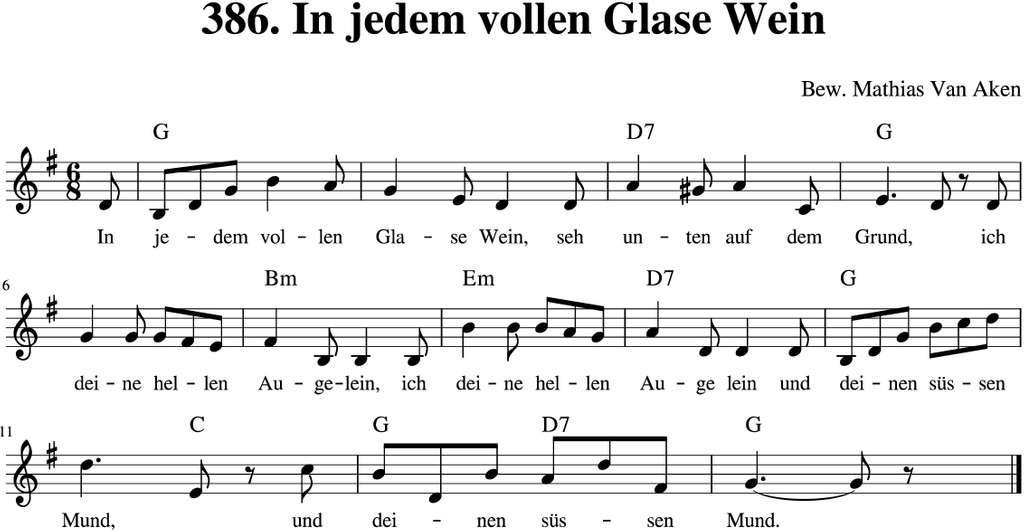 386. In jedem vollen Glase Wein
Bew. Mathias Van Aken
G D7 G
6 8
In je - dem vol - len Gla - se Wein, seh un - ten auf dem Grund, ich
6
Bm Em D7 G
dei - ne hel - len Au - ge - lein, ich dei - ne hel - len Au - ge lein und dei - nen süs - sen
11
C G D7 G
Mund, und dei - nen süs - sen Mund.